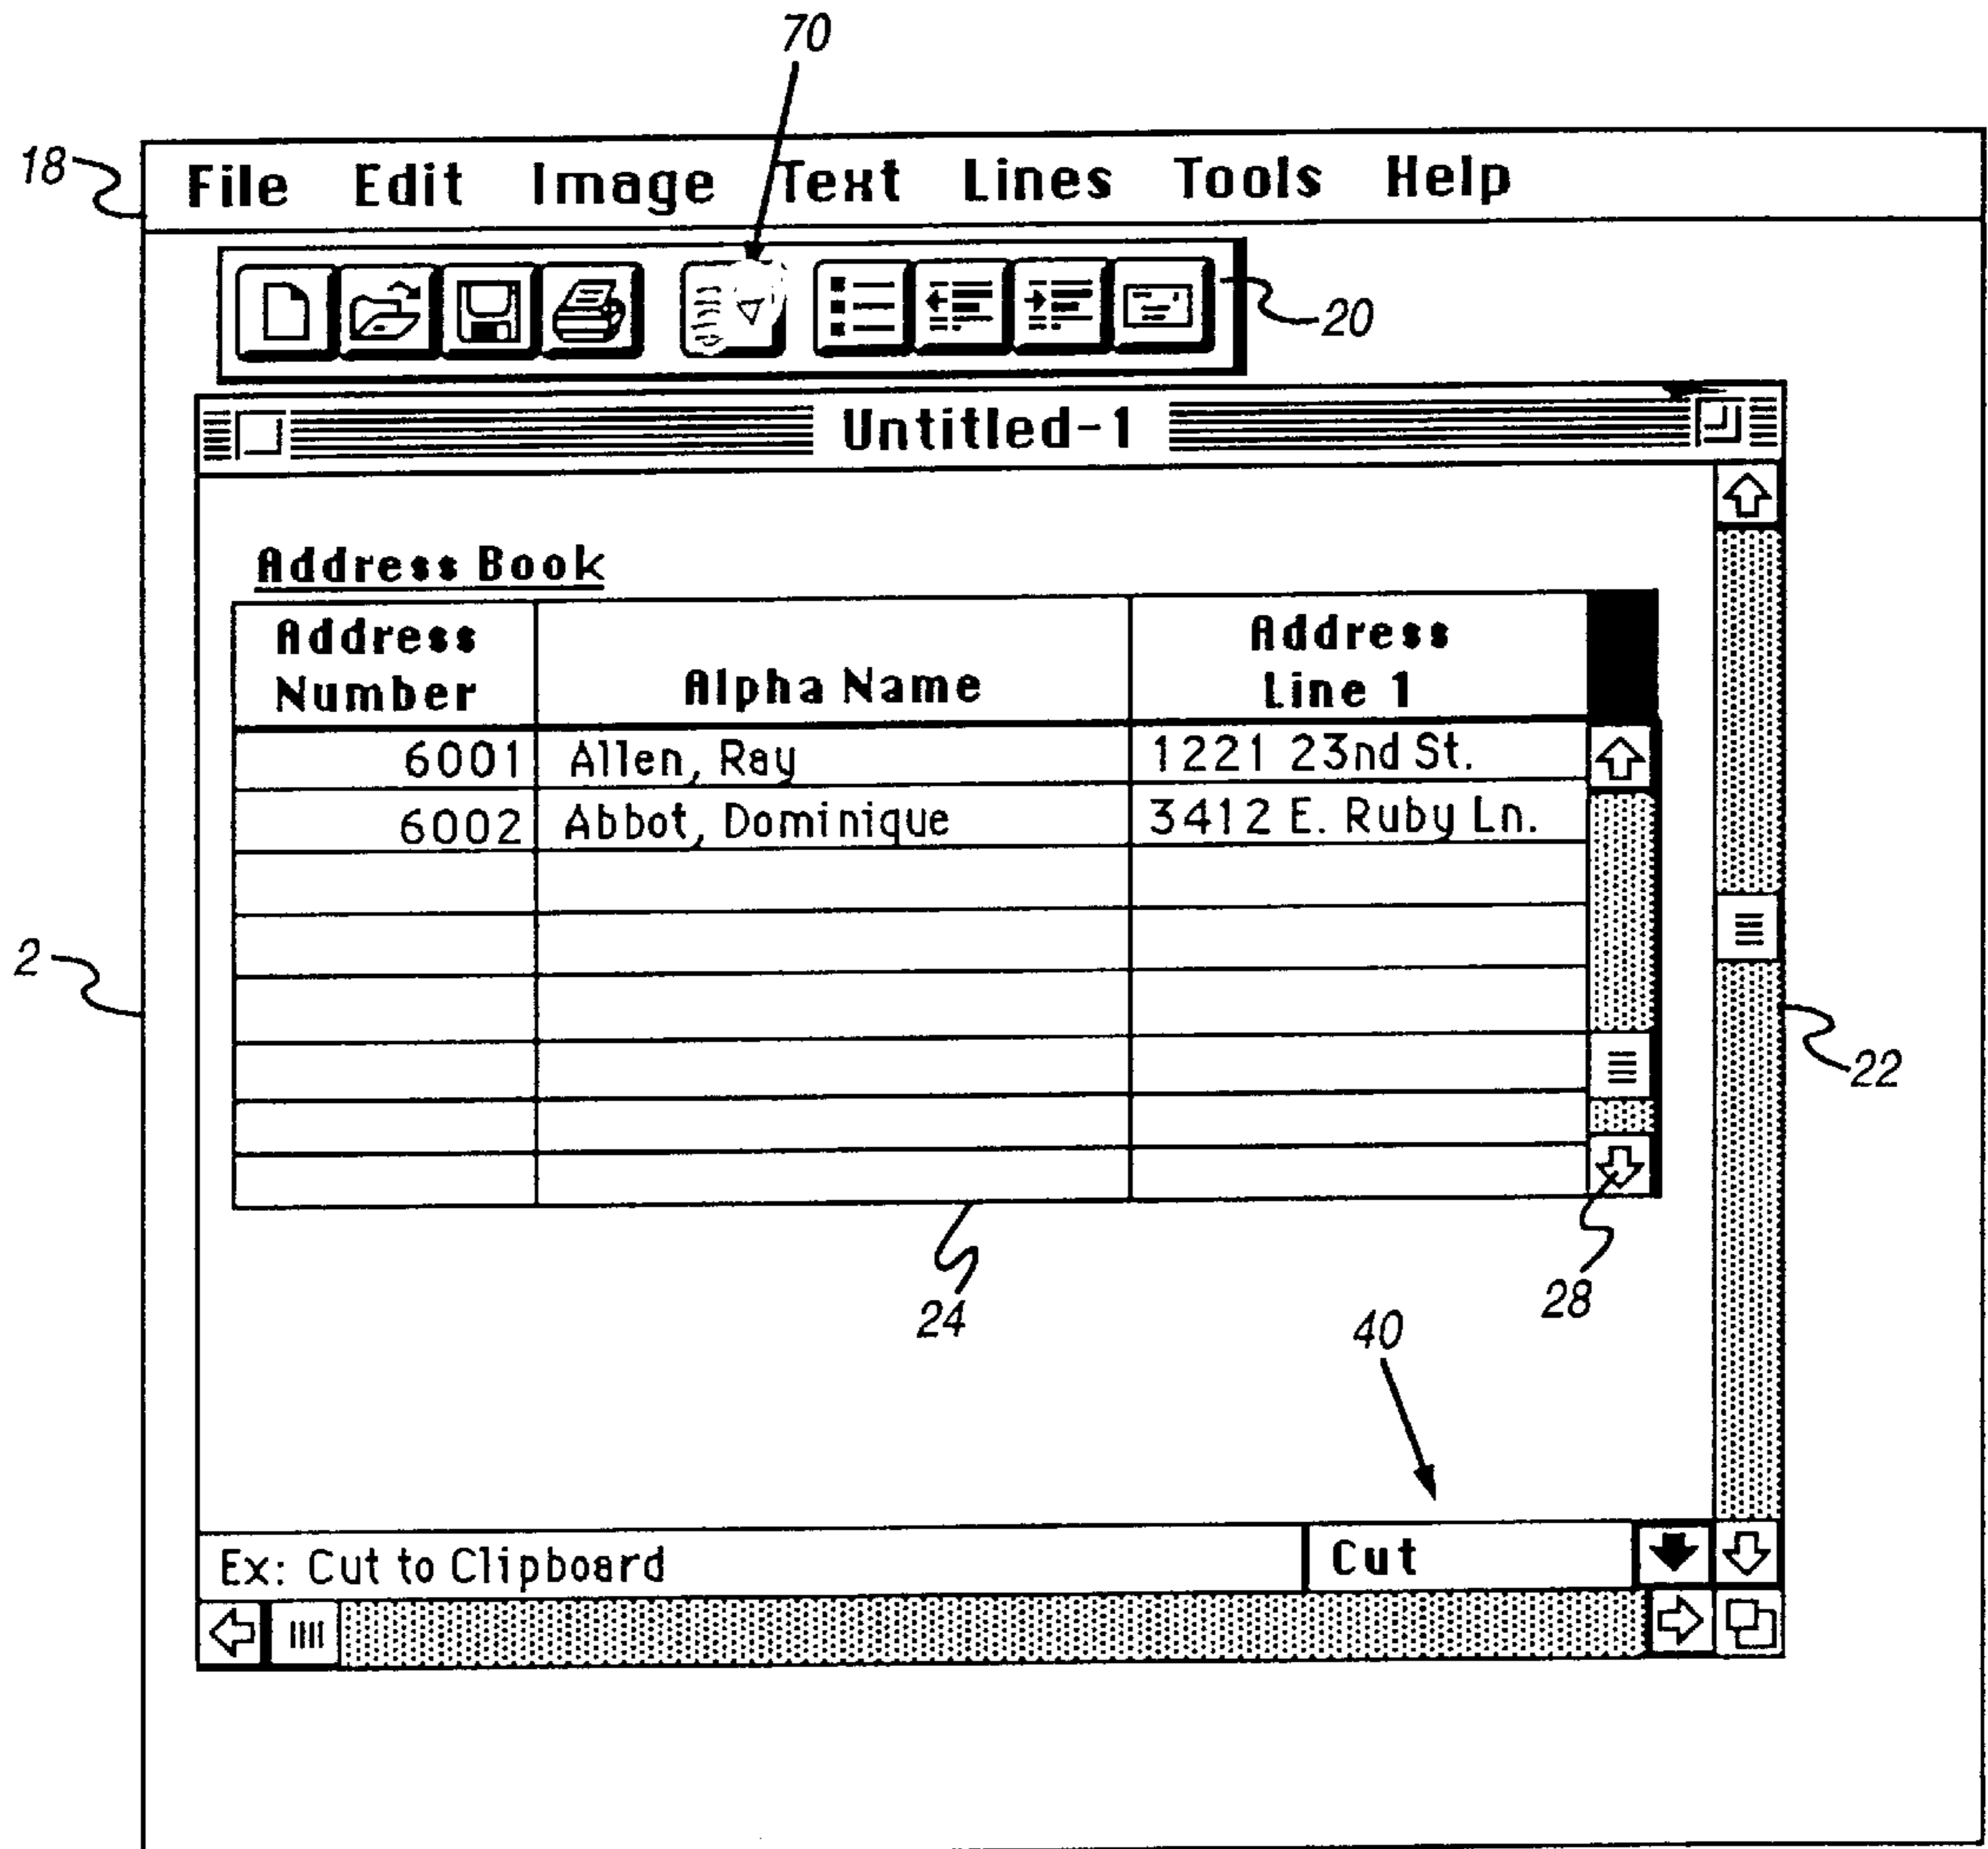 70
18
File Edit Image Text Lines Tools Help
20
Untitled-1
Address Book
Address Number Alpha Name Address Line 1
6001 Allen, Ray 1221 23nd St.
6002 Abbot, Dominique 3412 E. Ruby Ln.
2
22
24
28
40
Ex: Cut to Clipboard Cut